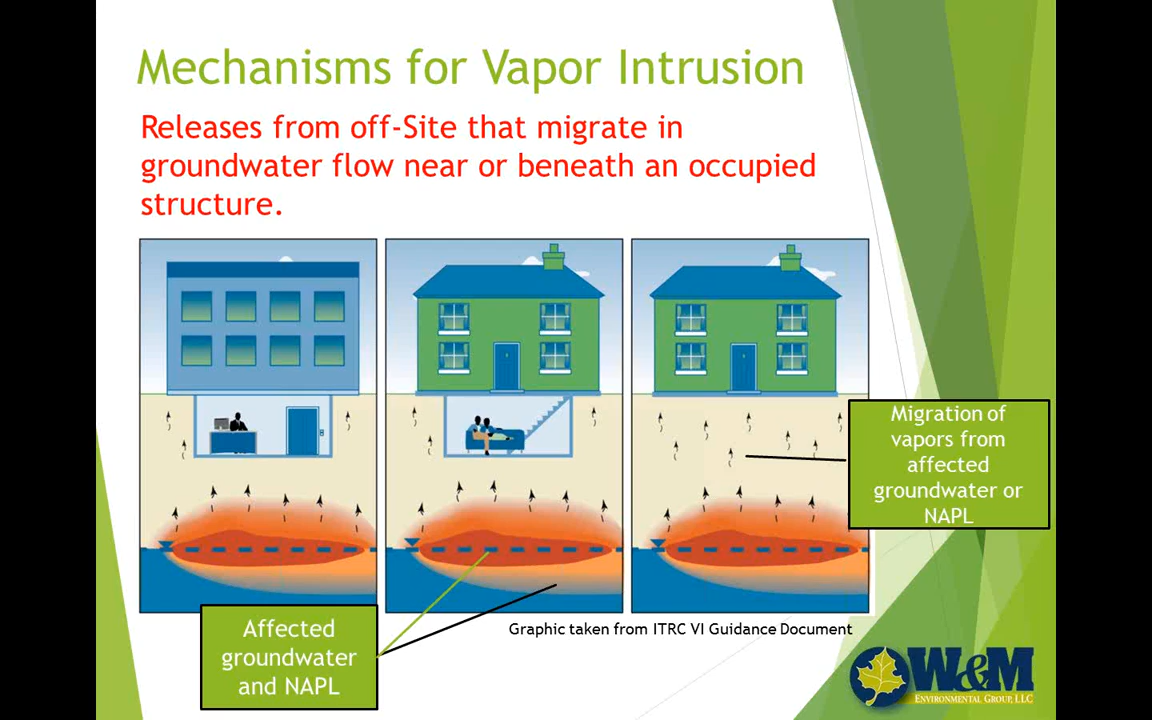 Mechanisms for Vapor Intrusion
Releases from off-Site that migrate in
groundwater flow near or beneath an occupied
structure.
Migration of
vapors from
affected
groundwater or
NAPL
Affected
groundwater
and NAPL
Graphic taken from ITRC VI Guidance Document
W&M
ENVIRONMENTAL GROUP, LLC